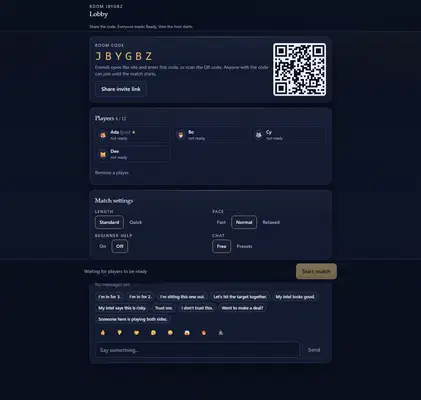 ROOM JBYGBZ
Lobby
Share the code. Everyone marks Ready, then the host starts.
ROOM CODE
JBYGBZ
Friends open the site and enter this code, or scan the QR code. Anyone with the code
can join until the match starts.
Share invite link
Players 4 / 12
Ada (you)
not ready
Bo
not ready
Cy
not ready
Dee
not ready
Remove a player
Match settings
LENGTH
Standard Quick
PACE
Fast Normal Relaxed
BEGINNER HELP
On Off
CHAT
Free Presets
Waiting for players to be ready
Start match
I'm in for 3. I'm in for 2. I'm sitting this one out. Let's hit the target together. My intel looks good.
My intel says this is risky. Trust me. I don't trust this. Want to make a deal?
Someone here is playing both sides.
Say something...
Send